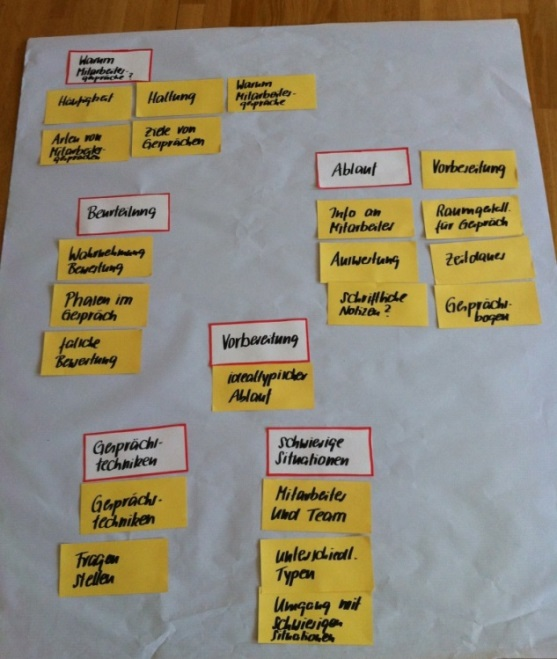 Warum
Mitarbeiter-
gespräche?
Häufigkeit
Haltung
Warum
Mitarbeiter-
gespräche
Arten von
Mitarbeiter-
gesprächen
Ziele von
Gesprächen
Ablauf
Vorbereitung
Info an
Mitarbeiter
Raumgestalt.
für Gespräch
Auswertung
Zeitdauer
schriftliche
Notizen?
Gesprächs-
bogen
Beurteilung
Wahrnehmung
Bewertung
Phasen im
Gespräch
falsche
Bewertung
Vorbereitung
idealtypischer
Ablauf
Gesprächs-
techniken
Gesprächs-
techniken
Fragen
stellen
schwierige
Situationen
Mitarbeiter
und Team
unterschiedl.
Typen
Umgang mit
schwierigen
Situationen